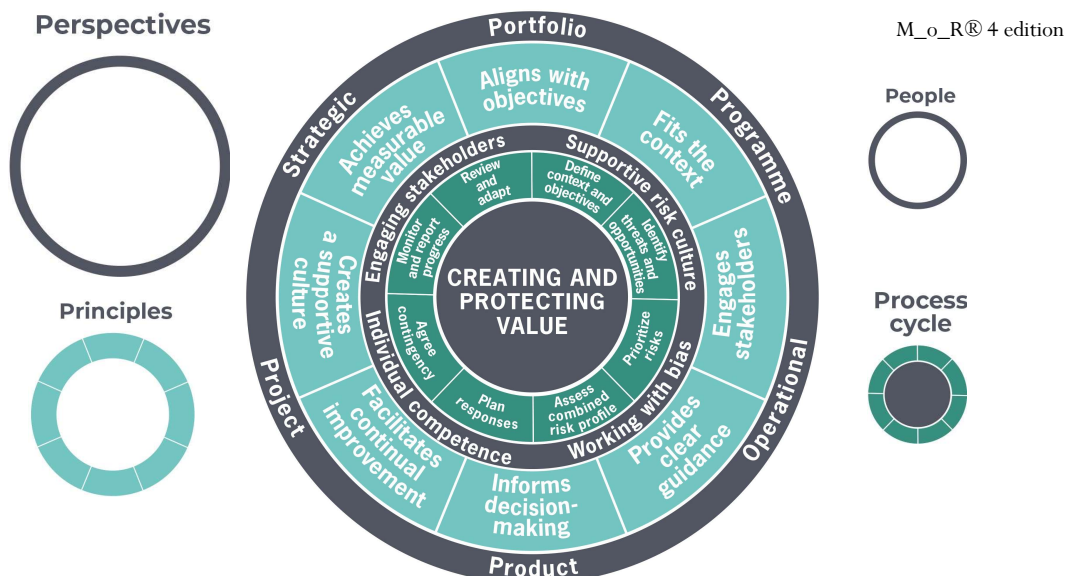 Perspectives
M_o_R® 4 edition
People
Principles
Process
cycle
Portfolio
Programme
Operational
Product
Project
Strategic
Aligns with
objectives
Fits the
context
Engages
stakeholders
Provides
clear
guidance
Informs
decision-
making
Facilitates
continual
improvement
Creates
a supportive
culture
Achieves
measurable
value
Supportive risk culture
Working with bias
Individual competence
Engaging stakeholders
Define
context and
objectives
Identify
threats and
opportunities
Prioritize
risks
Assess
combined
risk profile
Plan
responses
Agree
contingency
Monitor
and report
progress
Review
and
adapt
CREATING AND
PROTECTING
VALUE